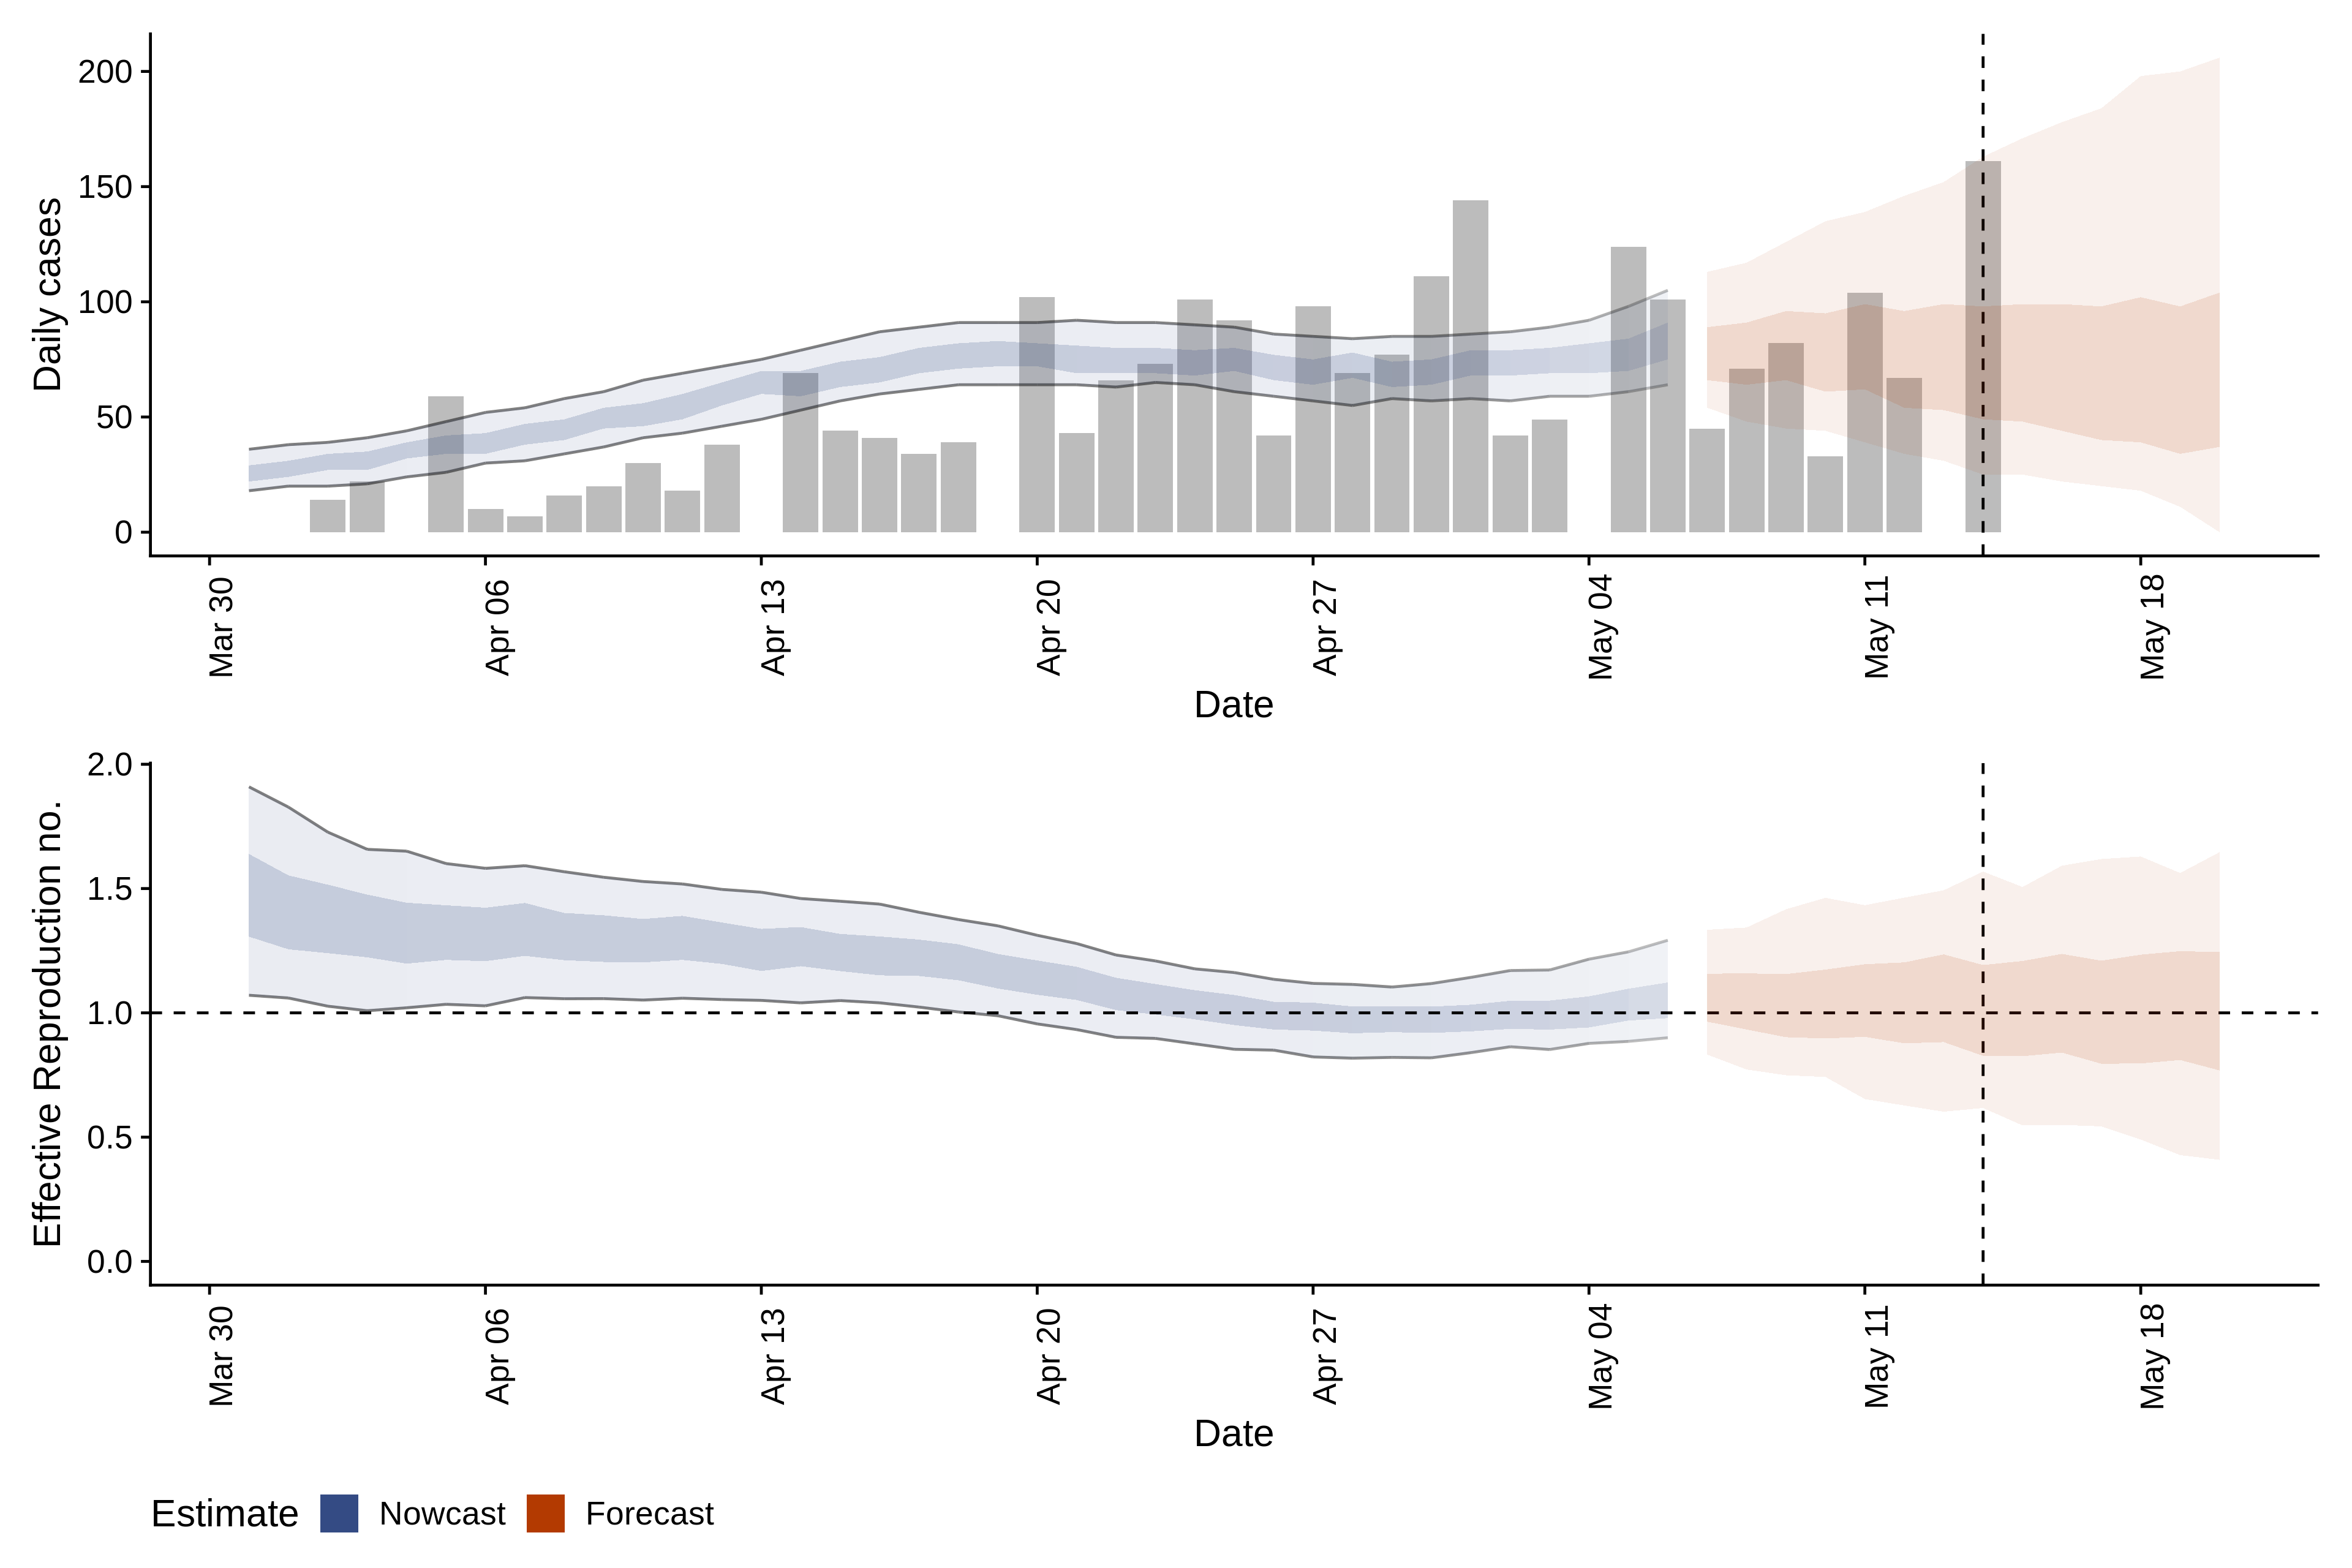 Daily cases
200
150
100
50
0
Mar 30
Apr 06
Apr 13
Apr 20
Apr 27
May 04
May 11
May 18
Date
Effective Reproduction no.
2.0
1.5
1.0
0.5
0.0
Mar 30
Apr 06
Apr 13
Apr 20
Apr 27
May 04
May 11
May 18
Date
Estimate Nowcast Forecast